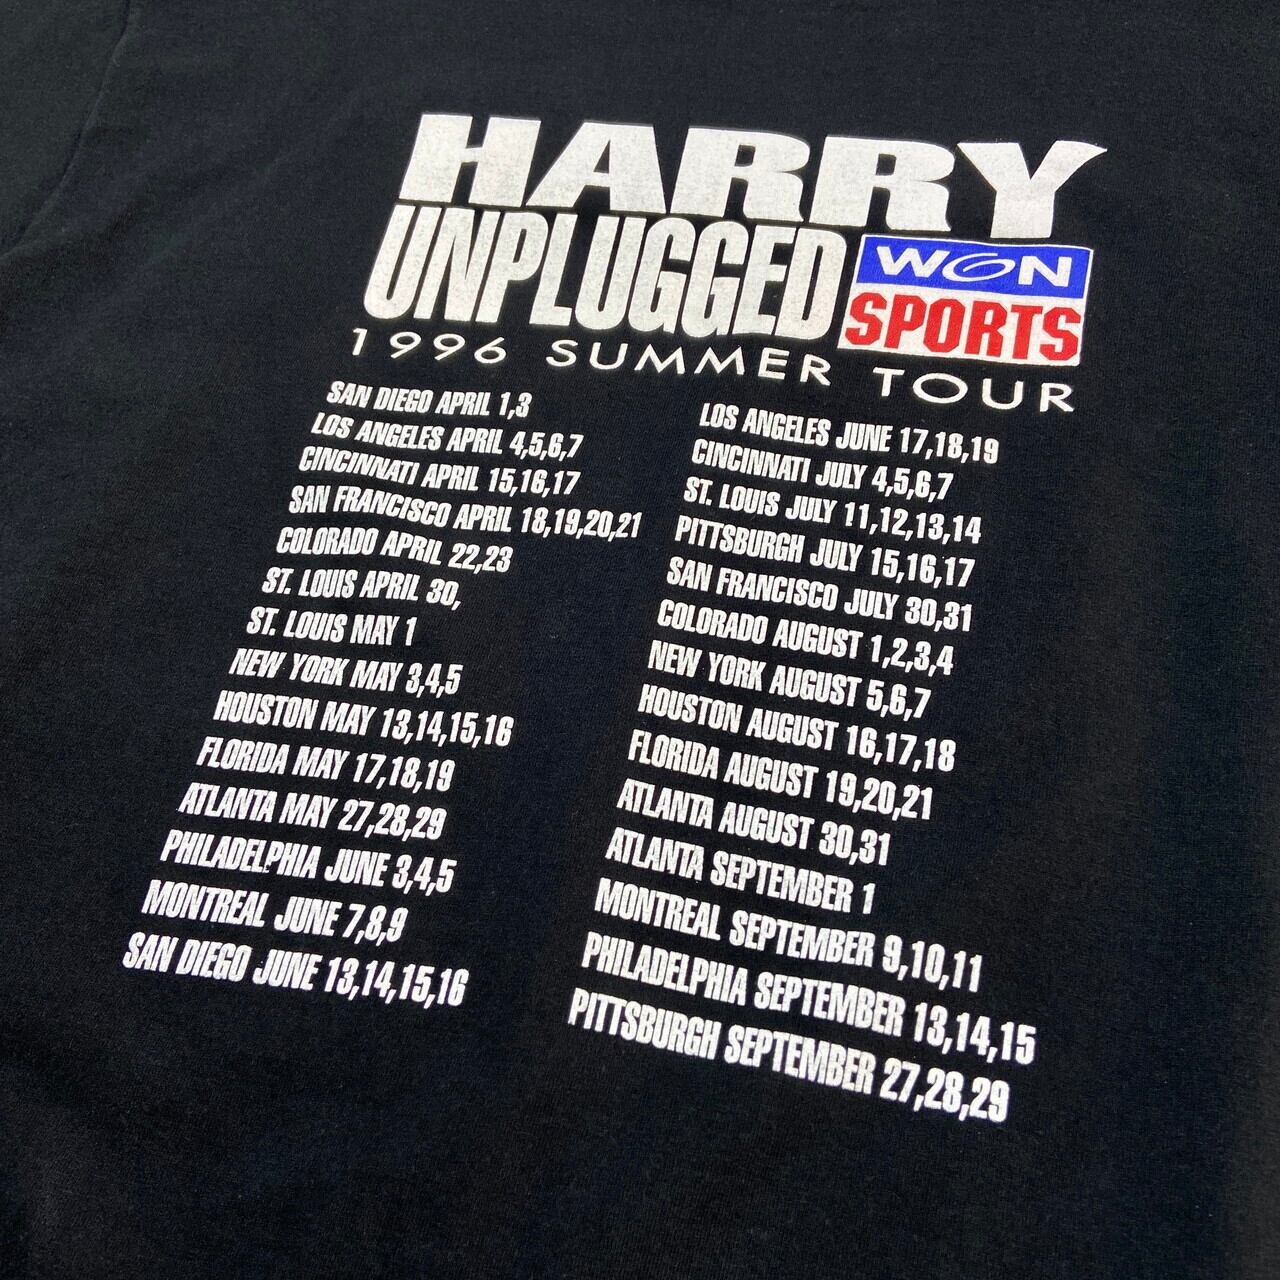 HARRY
UNPLUGGED
WGN
SPORTS
1996 SUMMER TOUR
SAN DIEGO APRIL 1,3
LOS ANGELES APRIL 4,5,6,7
CINCINNATI APRIL 15,16,17
SAN FRANCISCO APRIL 18,19,20,21
COLORADO APRIL 22,23
ST. LOUIS APRIL 30,
ST. LOUIS MAY 1
NEW YORK MAY 3,4,5
HOUSTON MAY 13,14,15,16
FLORIDA MAY 17,18,19
ATLANTA MAY 27,28,29
PHILADELPHIA JUNE 3,4,5
MONTREAL JUNE 7,8,9
SAN DIEGO JUNE 13,14,15,16
LOS ANGELES JUNE 17,18,19
CINCINNATI JULY 4,5,6,7
ST. LOUIS JULY 11,12,13,14
PITTSBURGH JULY 15,16,17
SAN FRANCISCO JULY 30,31
COLORADO AUGUST 1,2,3,4
NEW YORK AUGUST 5,6,7
HOUSTON AUGUST 16,17,18
FLORIDA AUGUST 19,20,21
ATLANTA AUGUST 30,31
ATLANTA SEPTEMBER 1
MONTREAL SEPTEMBER 9,10,11
PHILADELPHIA SEPTEMBER 13,14,15
PITTSBURGH SEPTEMBER 27,28,29